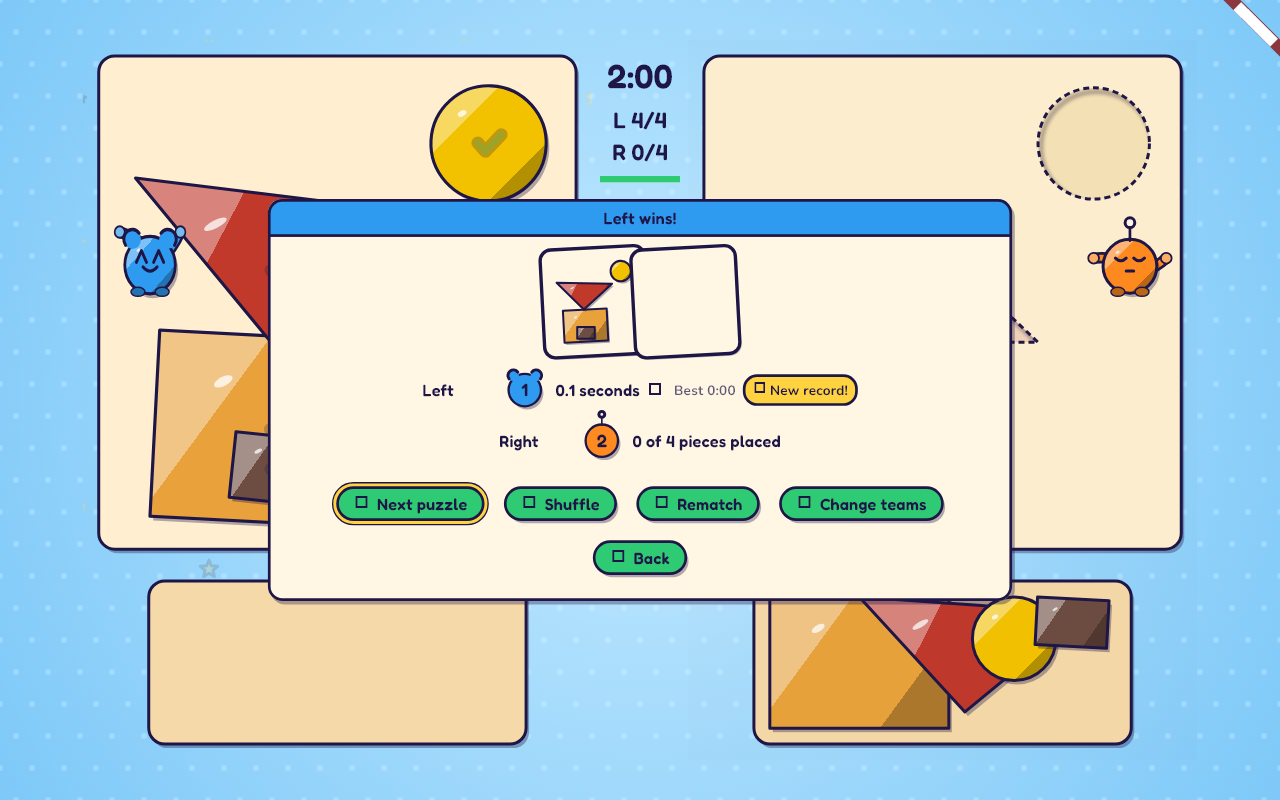 2:00
L 4/4
R 0/4
Left wins!
Left 1 0.1 seconds Best 0:00 New record!
Right 2 0 of 4 pieces placed
Next puzzle Shuffle Rematch Change teams
Back